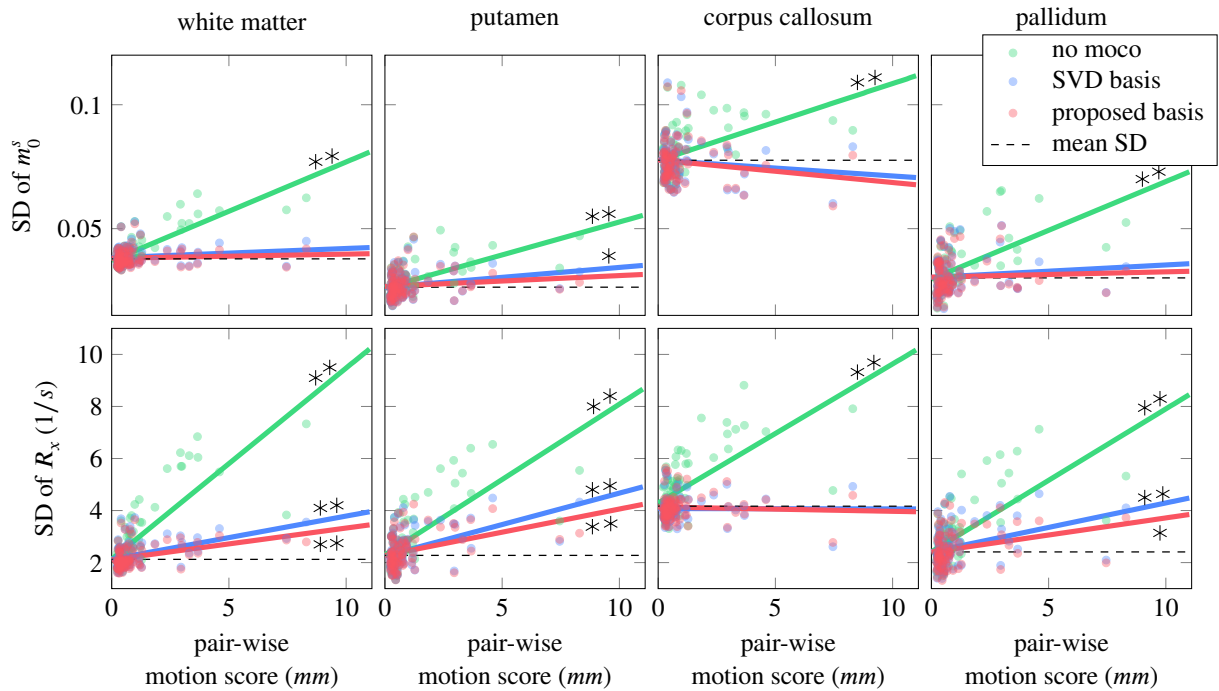 white matter
putamen
corpus callosum
pallidum
no moco
SVD basis
proposed basis
mean SD
SD of m_0^s
0.1
0.05
**
**
*
**
**
SD of R_x (1/s)
10
8
6
4
2
**
**
**
**
**
**
**
**
**
*
0 5 10
0 5 10
0 5 10
0 5 10
pair-wise
motion score (mm)
pair-wise
motion score (mm)
pair-wise
motion score (mm)
pair-wise
motion score (mm)